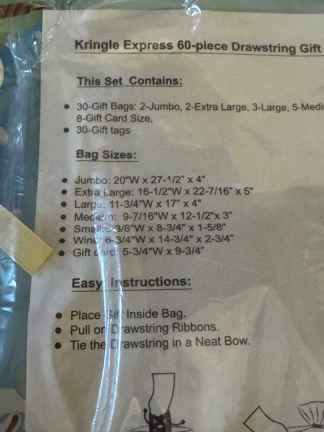 Kringle Express 60-piece Drawstring Gift
This Set Contains:
30-Gift Bags: 2-Jumbo, 2-Extra Large, 3-Large, 5-Medi
8-Gift Card Size.
30-Gift tags
Bag Sizes:
Jumbo: 20"W x 27-1/2" x 4"
Extra Large: 16-1/2"W x 22-7/16" x 5"
Large: 11-3/4"W x 17" x 4"
Medium: 9-7/16"W x 12-1/2"x 3"
Small: /8"W x 8-3/4" x 1-5/8"
Wine: 6-3/4"W x 14-3/4" x 2-3/4"
Gift card: 5-3/4"W x 9-3/4"
Easy Instructions:
Place Gift Inside Bag.
Pull on Drawstring Ribbons.
Tie the Drawstring in a Neat Bow.